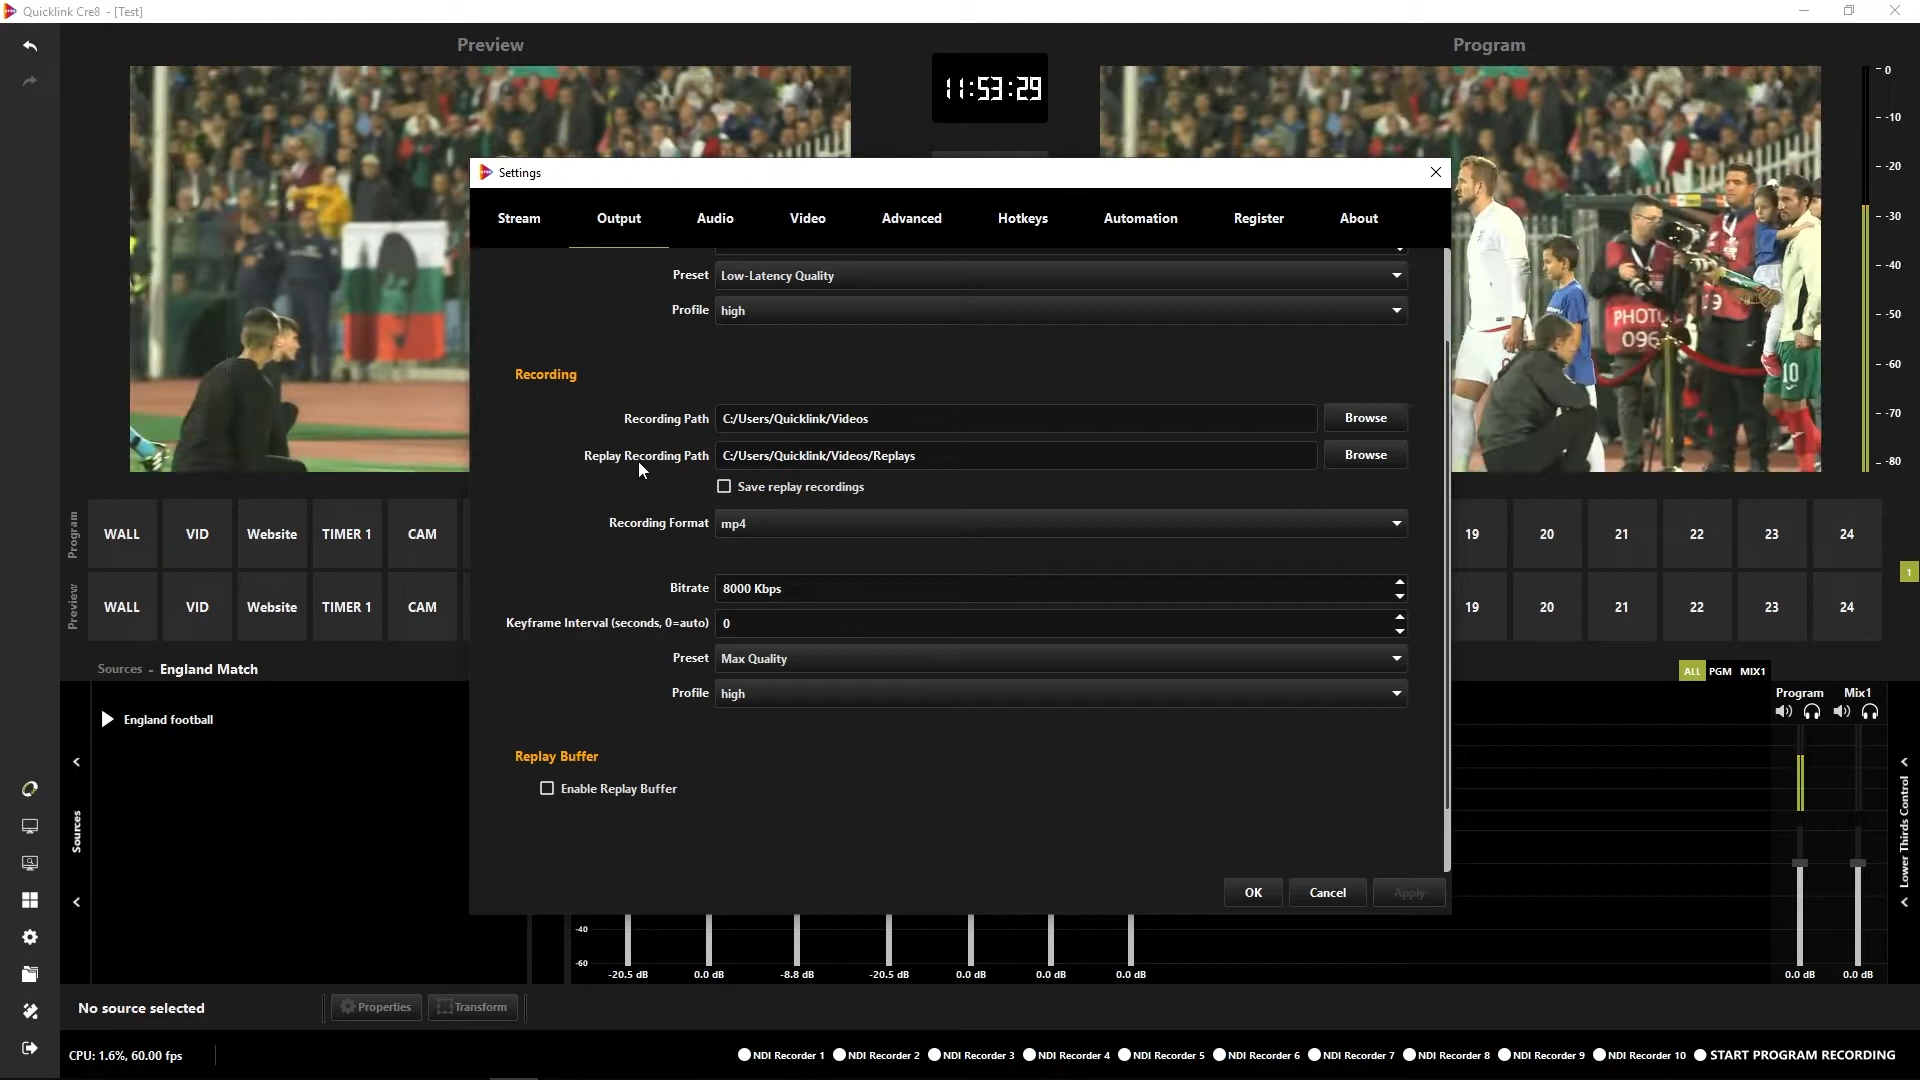 Quicklink Cre8 - [Test]
Preview
11:53:29
Program
0
-10
-20
-30
-40
-50
-60
-70
-80
PHOTO
096
10
Settings
Stream Output Audio Video Advanced Hotkeys Automation Register About
Preset Low-Latency Quality
Profile high
Recording
Recording Path C:/Users/Quicklink/Videos Browse
Replay Recording Path C:/Users/Quicklink/Videos/Replays Browse
Save replay recordings
Recording Format mp4
Bitrate 8000 Kbps
Keyframe Interval (seconds, 0=auto) 0
Preset Max Quality
Profile high
Replay Buffer
Enable Replay Buffer
OK Cancel Apply
Program WALL VID Website TIMER 1 CAM 19 20 21 22 23 24
1
Preview WALL VID Website TIMER 1 CAM 19 20 21 22 23 24
Sources - England Match
ALL PGM MIX1
England football
Program Mix1
Sources
Lower Thirds Control
-40
-60
-20.5 dB 0.0 dB -8.8 dB -20.5 dB 0.0 dB 0.0 dB 0.0 dB 0.0 dB 0.0 dB
No source selected Properties Transform
CPU: 1.6%, 60.00 fps
NDI Recorder 1 NDI Recorder 2 NDI Recorder 3 NDI Recorder 4 NDI Recorder 5 NDI Recorder 6 NDI Recorder 7 NDI Recorder 8 NDI Recorder 9 NDI Recorder 10 START PROGRAM RECORDING